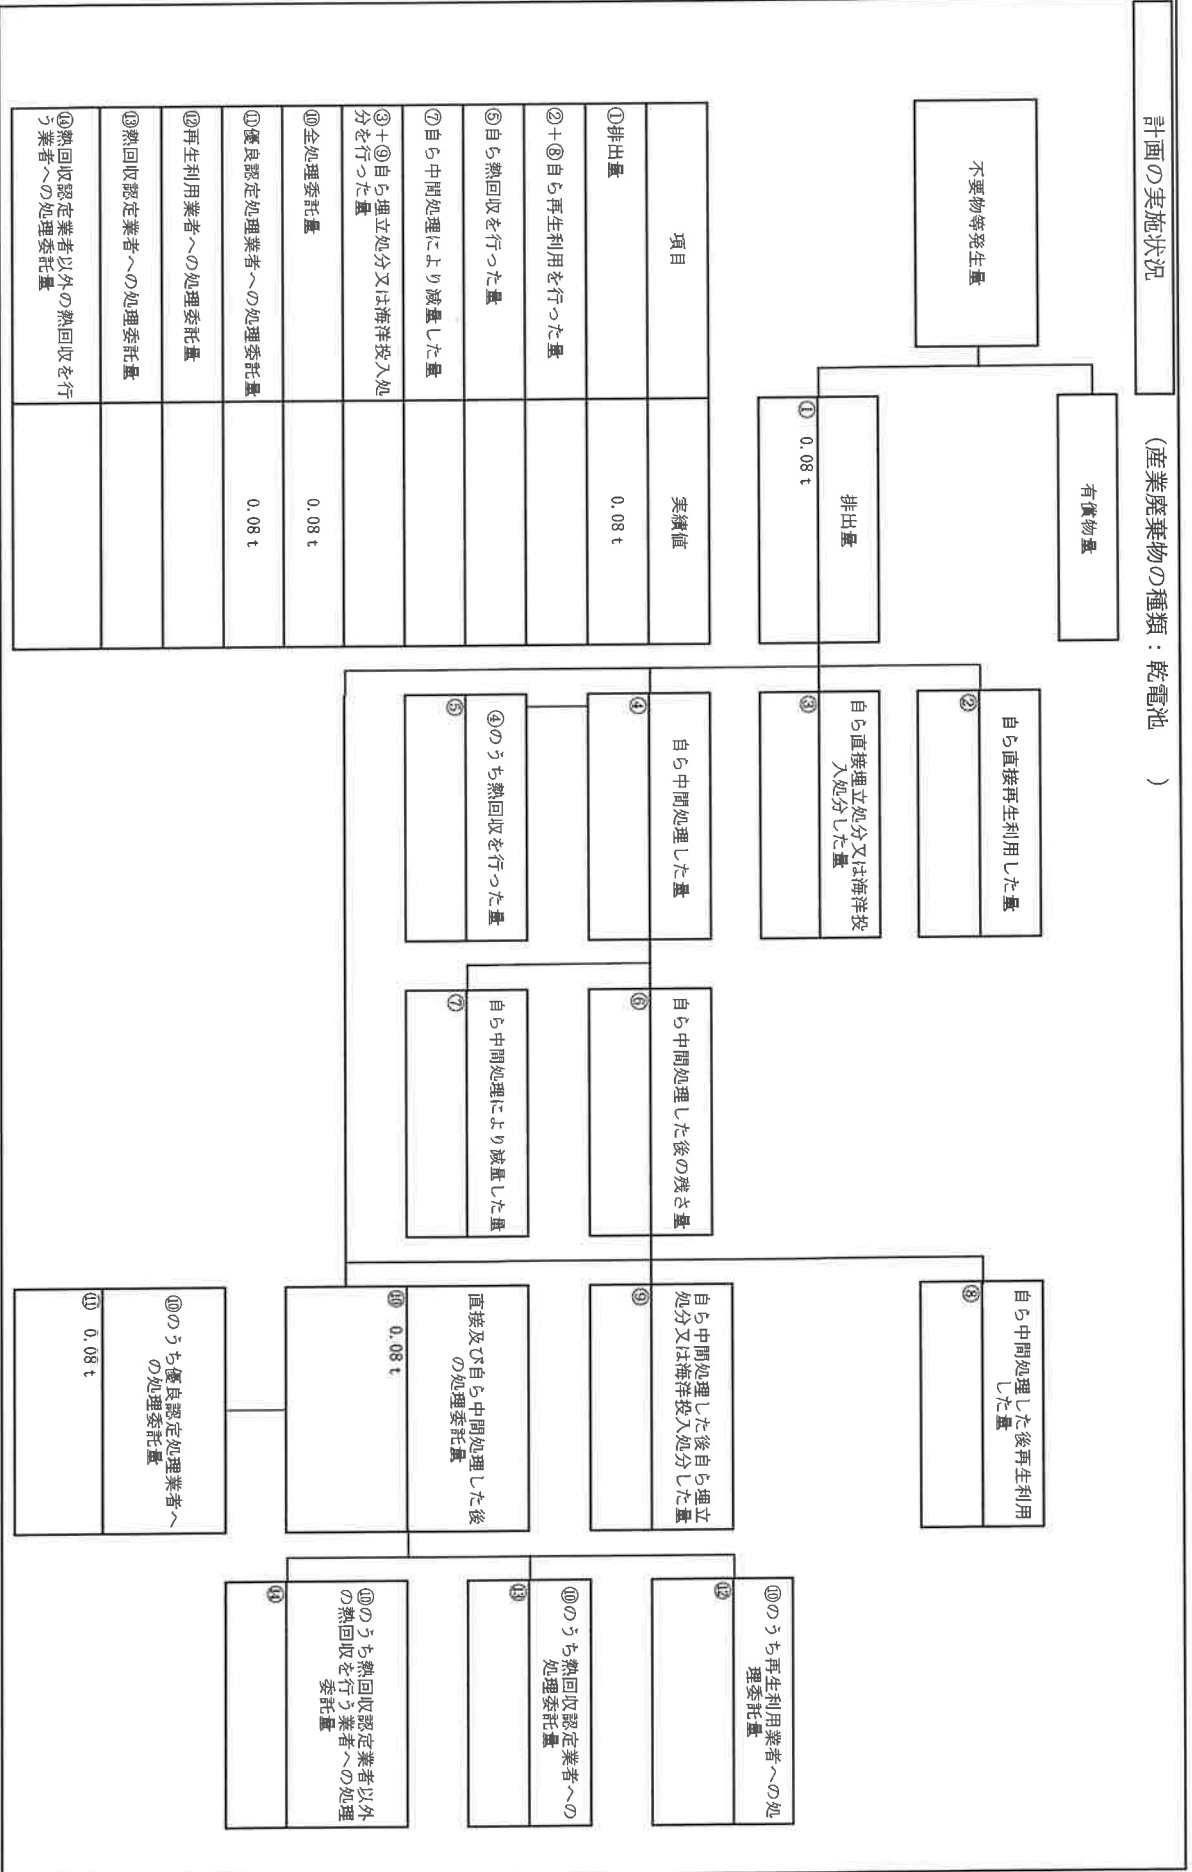 計画の実施状況
(産業廃棄物の種類：乾電池 )
不要物等発生量
有償物量
排出量
① 0.08 t
自ら直接再生利用した量
②
自ら直接埋立処分又は海洋投
入処分した量
③
自ら中間処理した量
④
④のうち熱回収を行った量
⑤
自ら中間処理した後の残さ量
⑥
自ら中間処理により減量した量
⑦
自ら中間処理した後再生利用
した量
⑧
自ら中間処理した後自ら埋立
処分又は海洋投入処分した量
⑨
直接及び自ら中間処理した後
の処理委託量
⑩ 0.08 t
⑩のうち優良認定処理業者へ
の処理委託量
⑪ 0.08 t
⑩のうち再生利用業者への処
理委託量
⑫
⑩のうち熱回収認定業者への
処理委託量
⑬
⑩のうち熱回収認定業者以外
の熱回収を行う業者への処理
委託量
⑭
項目 実績値
①排出量 0.08 t
②＋⑧自ら再生利用を行った量
⑤自ら熱回収を行った量
⑦自ら中間処理により減量した量
③＋⑨自ら埋立処分又は海洋投入処
分を行った量
⑩全処理委託量 0.08 t
⑪優良認定処理業者への処理委託量 0.08 t
⑫再生利用業者への処理委託量
⑬熱回収認定業者への処理委託量
⑭熱回収認定業者以外の熱回収を行
う業者への処理委託量